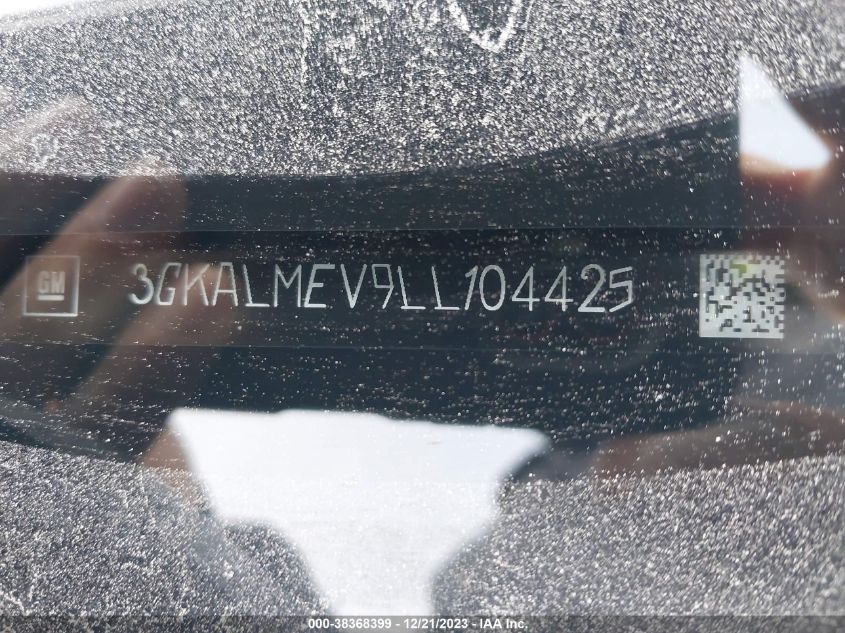 GM 3GKALMEV9LL104425
000-38368399 - 12/21/2023 - IAA Inc.